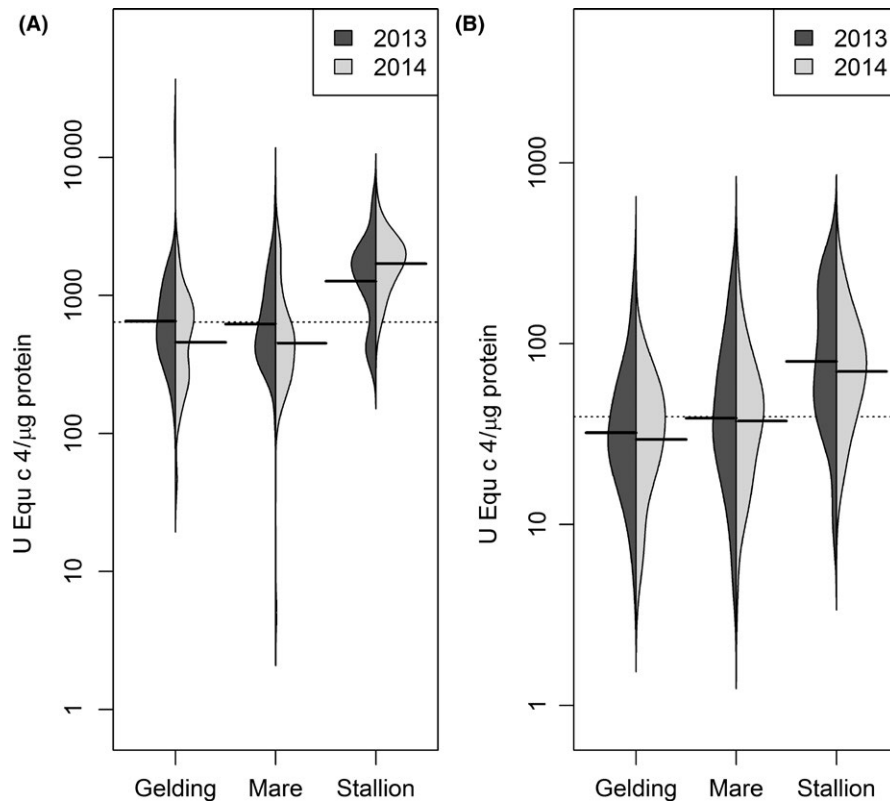 (A)
2013
2014
U Equ c 4/µg protein
10 000
1000
100
10
1
Gelding Mare Stallion
(B)
2013
2014
U Equ c 4/µg protein
1000
100
10
1
Gelding Mare Stallion